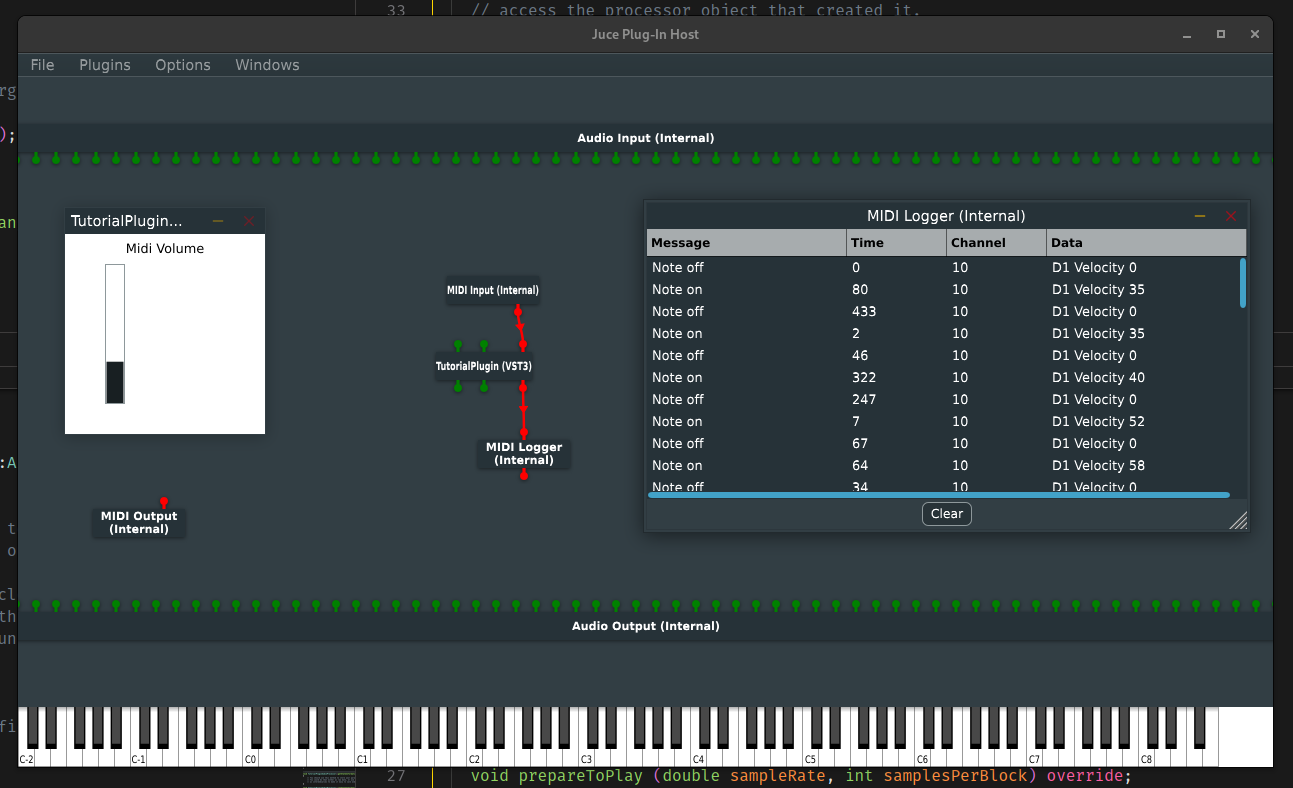 33 // access the processor object that created it.
Juce Plug-In Host
File Plugins Options Windows
rg
);
Audio Input (Internal)
an
TutorialPlugin...
Midi Volume
MIDI Input (Internal)
TutorialPlugin (VST3)
MIDI Logger
(Internal)
MIDI Output
(Internal)
MIDI Logger (Internal)
Message Time Channel Data
Note off 0 10 D1 Velocity 0
Note on 80 10 D1 Velocity 35
Note off 433 10 D1 Velocity 0
Note on 2 10 D1 Velocity 35
Note off 46 10 D1 Velocity 0
Note on 322 10 D1 Velocity 40
Note off 247 10 D1 Velocity 0
Note on 7 10 D1 Velocity 52
Note off 67 10 D1 Velocity 0
Note on 64 10 D1 Velocity 58
Note off 34 10 D1 Velocity 0
Clear
:A
t
o
cl
th
un
Audio Output (Internal)
fi
C-2 C-1 C0 C1 C2 C3 C4 C5 C6 C7 C8
27 void prepareToPlay (double sampleRate, int samplesPerBlock) override;